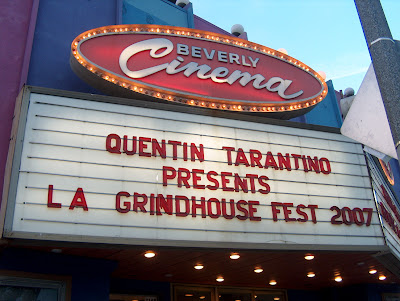 BEVERLY
Cinema
QUENTIN TARANTINO
PRESENTS
LA GRINDHOUSE FEST 2007